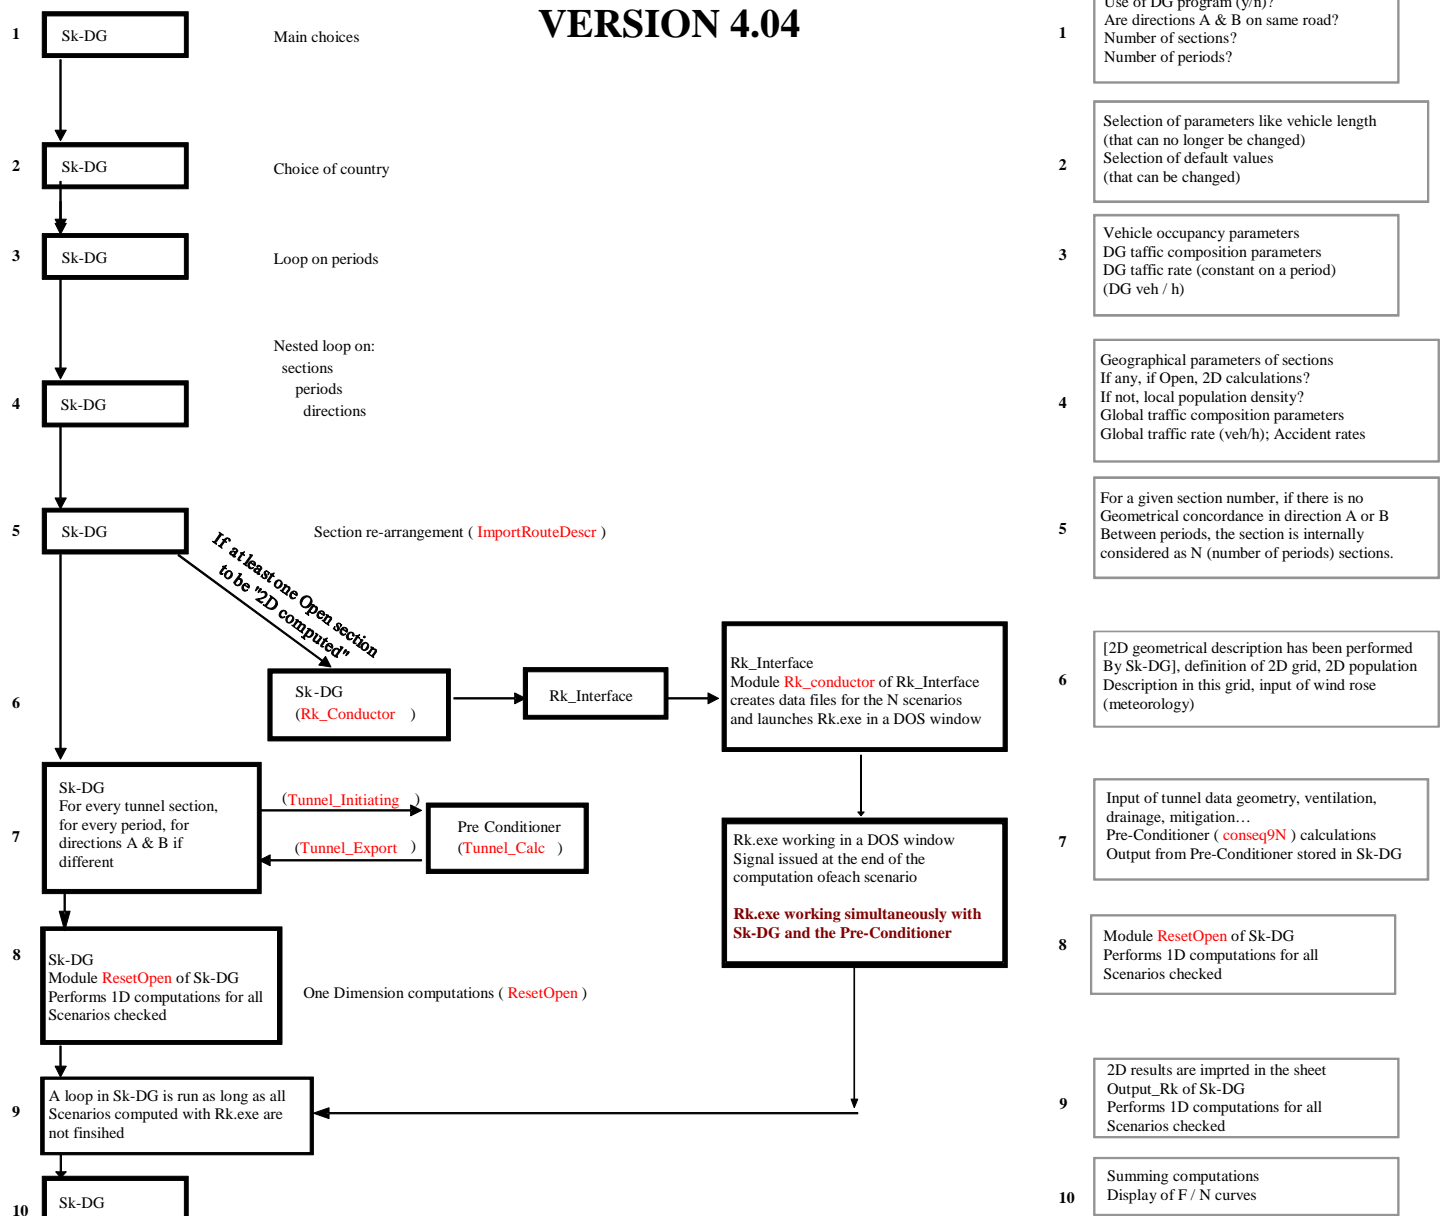 VERSION 4.04
1
Sk-DG
Main choices
1
Use of DG program (y/n)?
Are directions A & B on same road?
Number of sections?
Number of periods?
2
Sk-DG
Choice of country
2
Selection of parameters like vehicle length
(that can no longer be changed)
Selection of default values
(that can be changed)
3
Sk-DG
Loop on periods
3
Vehicle occupancy parameters
DG taffic composition parameters
DG taffic rate (constant on a period)
(DG veh / h)
4
Sk-DG
Nested loop on:
sections
periods
directions
4
Geographical parameters of sections
If any, if Open, 2D calculations?
If not, local population density?
Global traffic composition parameters
Global traffic rate (veh/h); Accident rates
5
Sk-DG
Section re-arrangement ( ImportRouteDescr )
5
For a given section number, if there is no
Geometrical concordance in direction A or B
Between periods, the section is internally
considered as N (number of periods) sections.
If at least one Open section
to be "2D computed"
6
Sk-DG
(Rk_Conductor )
Rk_Interface
Rk_Interface
Module Rk_conductor of Rk_Interface
creates data files for the N scenarios
and launches Rk.exe in a DOS window
6
[2D geometrical description has been performed
By Sk-DG], definition of 2D grid, 2D population
Description in this grid, input of wind rose
(meteorology)
7
Sk-DG
For every tunnel section,
for every period, for
directions A & B if
different
(Tunnel_Initiating )
(Tunnel_Export )
Pre Conditioner
(Tunnel_Calc )
Rk.exe working in a DOS window
Signal issued at the end of the
computation ofeach scenario
Rk.exe working simultaneously with
Sk-DG and the Pre-Conditioner
7
Input of tunnel data geometry, ventilation,
drainage, mitigation…
Pre-Conditioner ( conseq9N ) calculations
Output from Pre-Conditioner stored in Sk-DG
8
Sk-DG
Module ResetOpen of Sk-DG
Performs 1D computations for all
Scenarios checked
One Dimension computations ( ResetOpen )
8
Module ResetOpen of Sk-DG
Performs 1D computations for all
Scenarios checked
9
A loop in Sk-DG is run as long as all
Scenarios computed with Rk.exe are
not finsihed
9
2D results are imprted in the sheet
Output_Rk of Sk-DG
Performs 1D computations for all
Scenarios checked
10
Sk-DG
10
Summing computations
Display of F / N curves